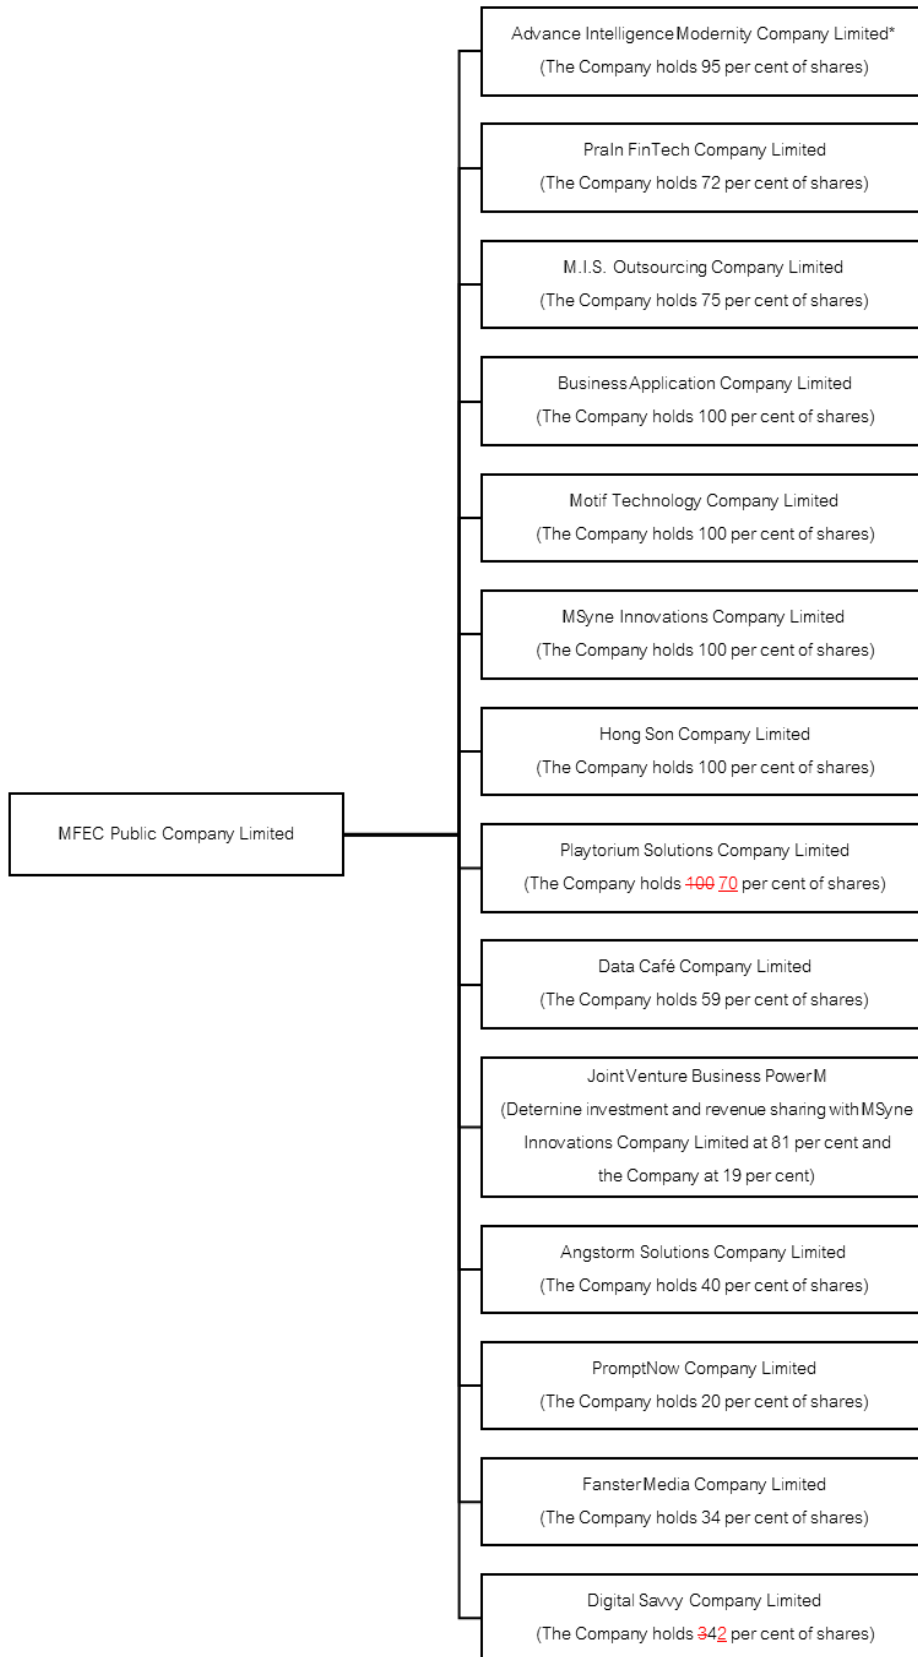 Advance Intelligence Modernity Company Limited*
(The Company holds 95 per cent of shares)
PraIn FinTech Company Limited
(The Company holds 72 per cent of shares)
M.I.S. Outsourcing Company Limited
(The Company holds 75 per cent of shares)
Business Application Company Limited
(The Company holds 100 per cent of shares)
Motif Technology Company Limited
(The Company holds 100 per cent of shares)
MSyne Innovations Company Limited
(The Company holds 100 per cent of shares)
Hong Son Company Limited
(The Company holds 100 per cent of shares)
MFEC Public Company Limited
Playtorium Solutions Company Limited
(The Company holds 100 70 per cent of shares)
Data Café Company Limited
(The Company holds 59 per cent of shares)
Joint Venture Business Power M
(Deternine investment and revenue sharing with MSyne
Innovations Company Limited at 81 per cent and
the Company at 19 per cent)
Angstorm Solutions Company Limited
(The Company holds 40 per cent of shares)
PromptNow Company Limited
(The Company holds 20 per cent of shares)
Fanster Media Company Limited
(The Company holds 34 per cent of shares)
Digital Savvy Company Limited
(The Company holds 342 per cent of shares)